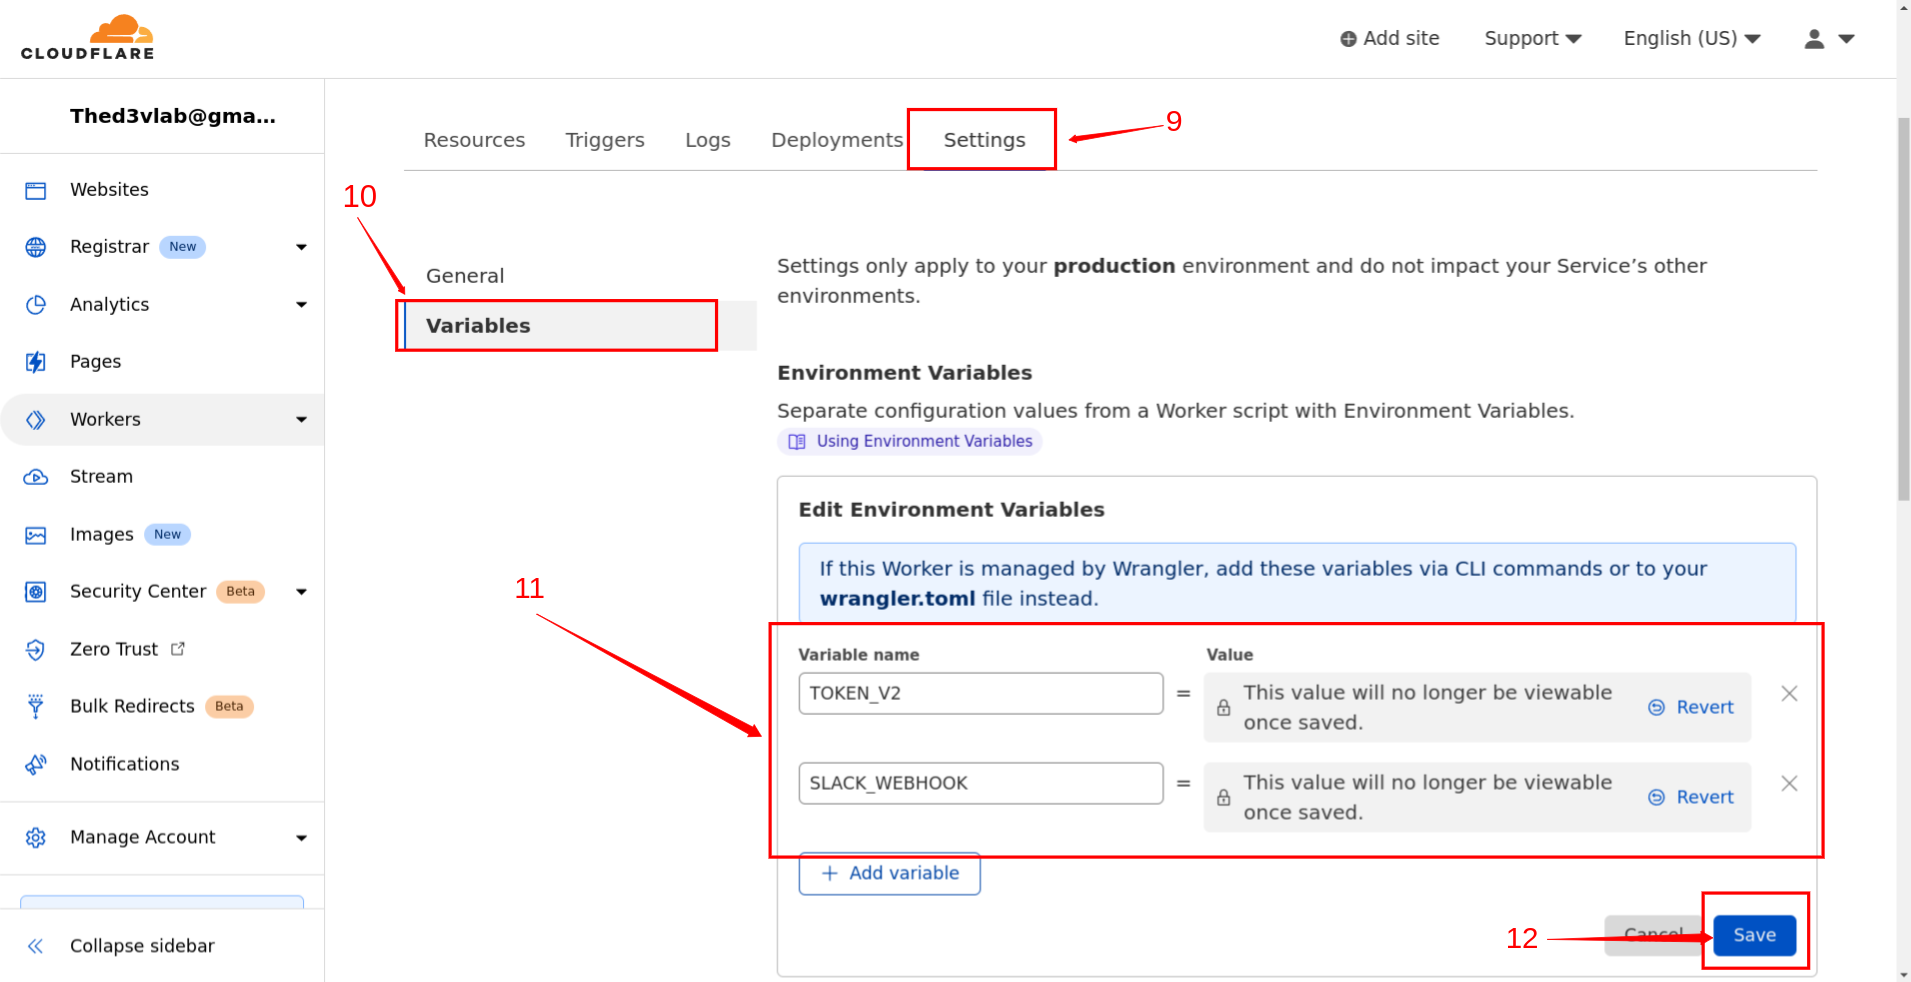 CLOUDFLARE
Add site
Support
English (US)
Thed3vlab@gma...
Websites
Registrar New
Analytics
Pages
Workers
Stream
Images New
Security Center Beta
Zero Trust
Bulk Redirects Beta
Notifications
Manage Account
Collapse sidebar
Resources
Triggers
Logs
Deployments
Settings
9
10
General
Variables
Settings only apply to your production environment and do not impact your Service’s other
environments.
Environment Variables
Separate configuration values from a Worker script with Environment Variables.
Using Environment Variables
Edit Environment Variables
If this Worker is managed by Wrangler, add these variables via CLI commands or to your
wrangler.toml file instead.
11
Variable name
Value
TOKEN_V2
=
This value will no longer be viewable
once saved.
Revert
SLACK_WEBHOOK
=
This value will no longer be viewable
once saved.
Revert
+ Add variable
12
Cancel
Save